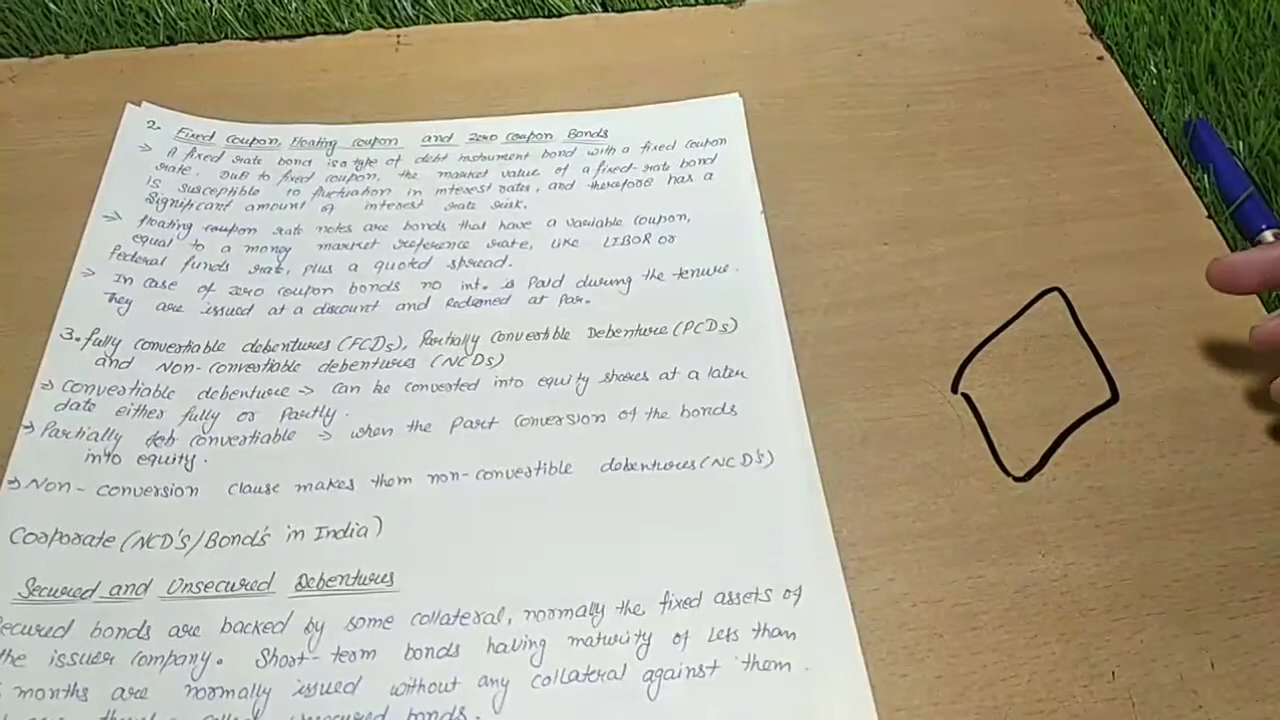 2. Fixed Coupon, Floating coupon and Zero Coupon Bonds
→ A fixed rate bond is a type of debt instrument bond with a fixed coupon
rate. Due to fixed coupon, the market value of a fixed-rate bond
is susceptible to fluctuation in interest rates, and therefore has a
significant amount of interest rate risk.
→ floating coupon rate notes are bonds that have a variable coupon,
equal to a money market reference rate, like LIBOR or
federal funds rate, plus a quoted spread.
→ In case of zero coupon bonds no int. is Paid during the tenure.
They are issued at a discount and Redeemed at Par.
3. fully convertiable debentures (FCDs), Partially Convertible Debenture (PCDs)
and Non-convertiable debentures (NCDs)
→ Convertiable debenture → Can be converted into equity shares at a later
date either fully or Partly.
→ Partially deb convertiable → when the Part conversion of the bonds
into equity.
→ Non-conversion clause makes them non-convertible debentures (NCD's)
Corporate (NCD's/Bond's in India)
Secured and Unsecured Debentures
ecured bonds are backed by some collateral, normally the fixed assets of
the issuer company. Short-term bonds having maturity of less than
months are normally issued without any collateral against them.
bonds.